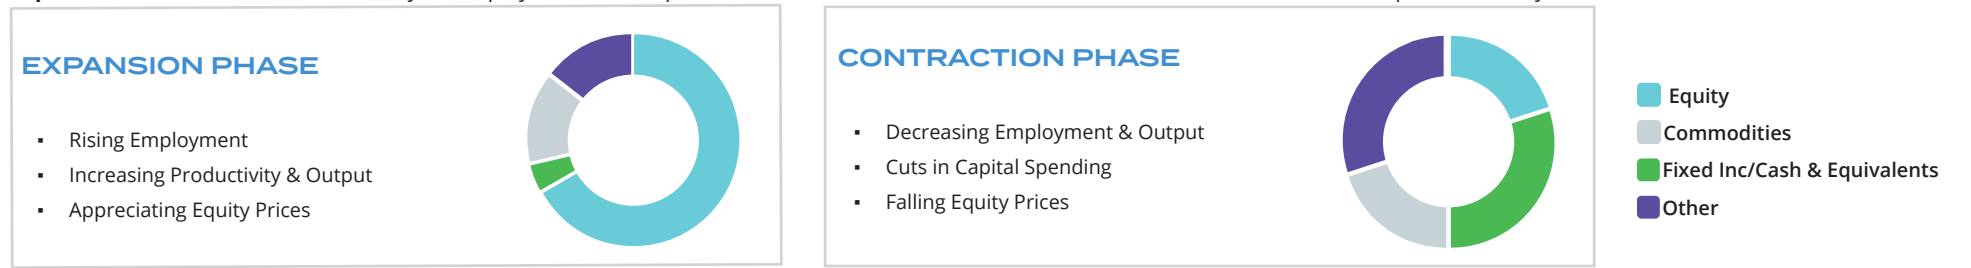 EXPANSION PHASE
▪ Rising Employment
▪ Increasing Productivity & Output
▪ Appreciating Equity Prices
CONTRACTION PHASE
▪ Decreasing Employment & Output
▪ Cuts in Capital Spending
▪ Falling Equity Prices
Equity
Commodities
Fixed Inc/Cash & Equivalents
Other